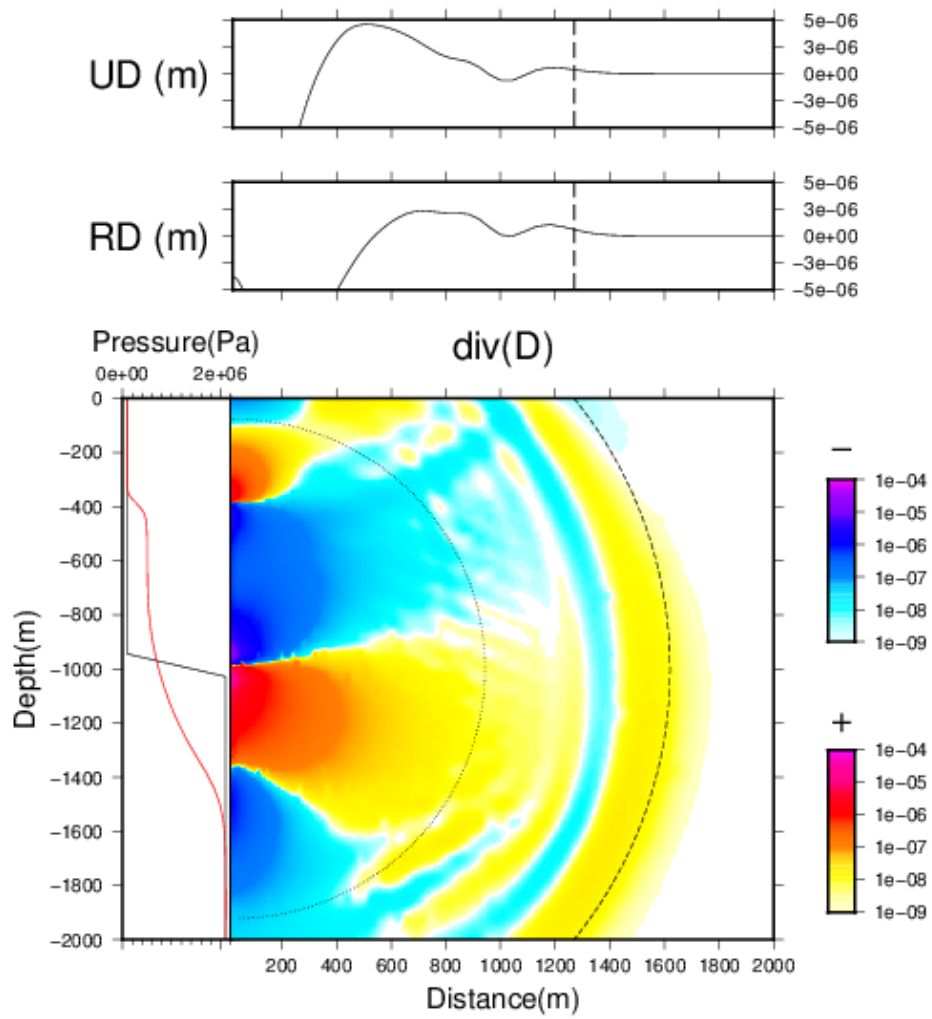 UD (m)
5e−06
3e−06
0e+00
−3e−06
−5e−06
RD (m)
5e−06
3e−06
0e+00
−3e−06
−5e−06
Pressure(Pa)
0e+00 2e+06
div(D)
Depth(m)
0
−200
−400
−600
−800
−1000
−1200
−1400
−1600
−1800
−2000
200 400 600 800 1000 1200 1400 1600 1800 2000
Distance(m)
−
1e−04
1e−05
1e−06
1e−07
1e−08
1e−09
+
1e−04
1e−05
1e−06
1e−07
1e−08
1e−09